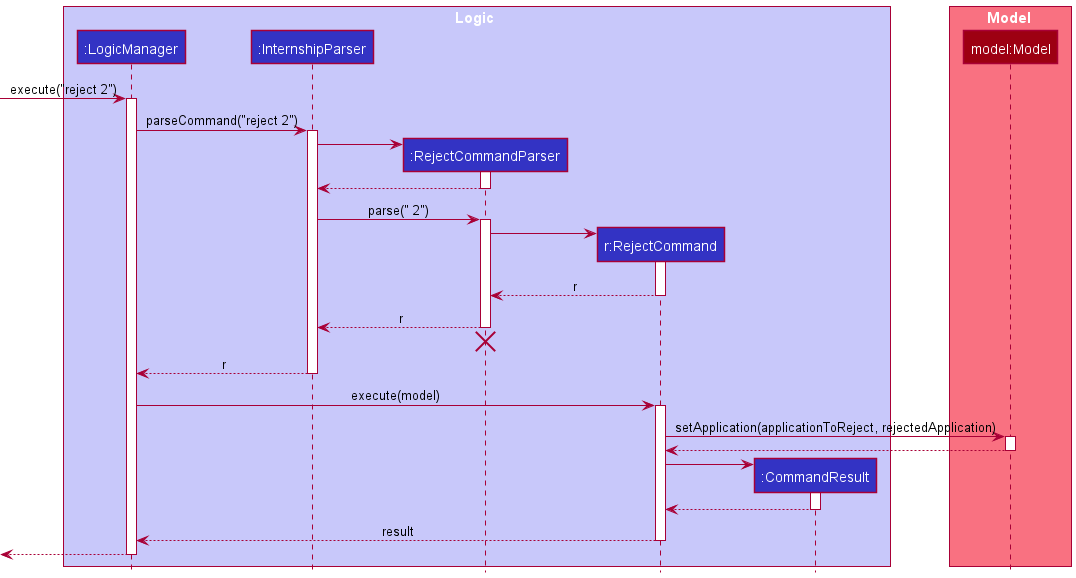 Logic
Model
:LogicManager
:InternshipParser
model:Model
execute("reject 2")
parseCommand("reject 2")
:RejectCommandParser
parse(" 2")
r:RejectCommand
r
r
r
execute(model)
setApplication(applicationToReject, rejectedApplication)
:CommandResult
result